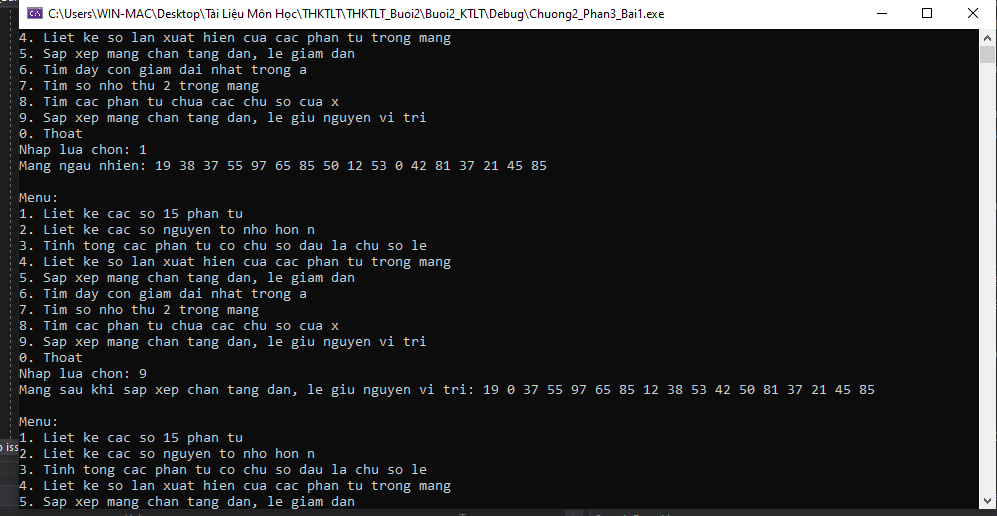 C:\Users\WIN-MAC\Desktop\Tài Liệu Môn Học\THKTLT\THKTLT_Buoi2\Buoi2_KTLT\Debug\Chuong2_Phan3_Bai1.exe
4. Liet ke so lan xuat hien cua cac phan tu trong mang
5. Sap xep mang chan tang dan, le giam dan
6. Tim day con giam dai nhat trong a
7. Tim so nho thu 2 trong mang
8. Tim cac phan tu chua cac chu so cua x
9. Sap xep mang chan tang dan, le giu nguyen vi tri
0. Thoat
Nhap lua chon: 1
Mang ngau nhien: 19 38 37 55 97 65 85 50 12 53 0 42 81 37 21 45 85
Menu:
1. Liet ke cac so 15 phan tu
2. Liet ke cac so nguyen to nho hon n
3. Tinh tong cac phan tu co chu so dau la chu so le
4. Liet ke so lan xuat hien cua cac phan tu trong mang
5. Sap xep mang chan tang dan, le giam dan
6. Tim day con giam dai nhat trong a
7. Tim so nho thu 2 trong mang
8. Tim cac phan tu chua cac chu so cua x
9. Sap xep mang chan tang dan, le giu nguyen vi tri
0. Thoat
Nhap lua chon: 9
Mang sau khi sap xep chan tang dan, le giu nguyen vi tri: 19 0 37 55 97 65 85 12 38 53 42 50 81 37 21 45 85
Menu:
1. Liet ke cac so 15 phan tu
2. Liet ke cac so nguyen to nho hon n
3. Tinh tong cac phan tu co chu so dau la chu so le
4. Liet ke so lan xuat hien cua cac phan tu trong mang
5. Sap xep mang chan tang dan, le giam dan